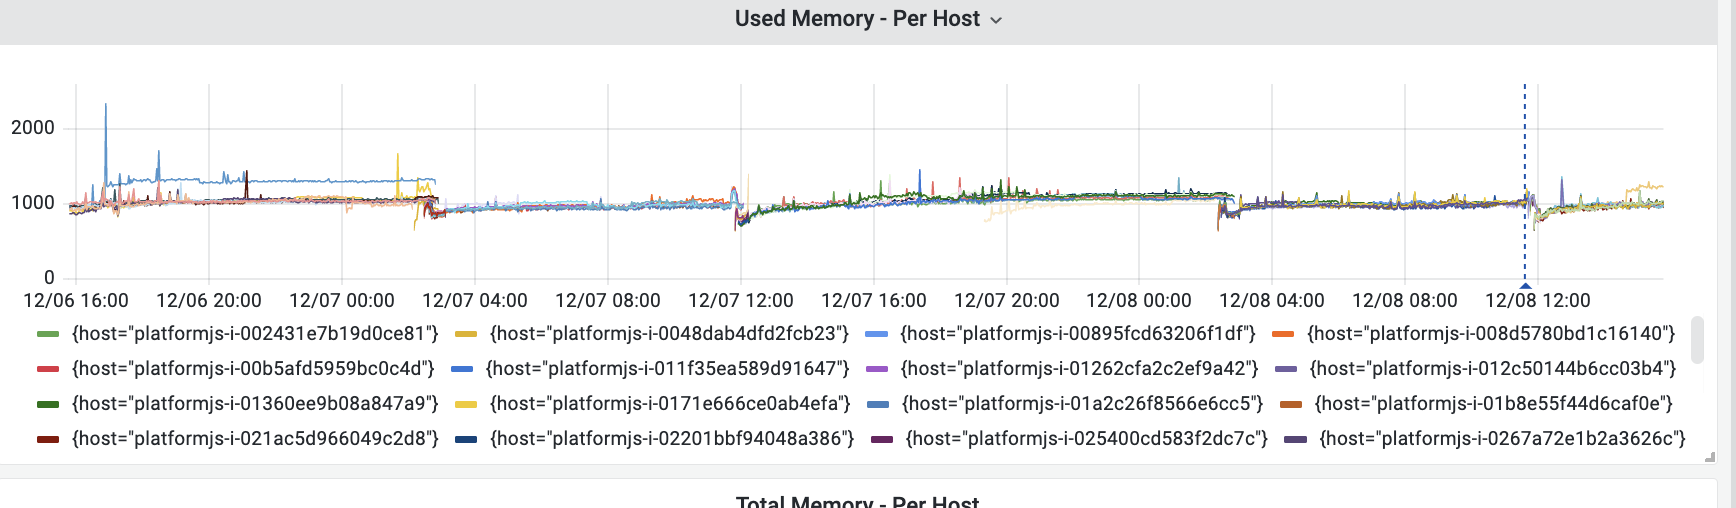 Used Memory - Per Host
2000
1000
0
12/06 16:00 12/06 20:00 12/07 00:00 12/07 04:00 12/07 08:00 12/07 12:00 12/07 16:00 12/07 20:00 12/08 00:00 12/08 04:00 12/08 08:00 12/08 12:00
{host="platformjs-i-002431e7b19d0ce81"} {host="platformjs-i-0048dab4dfd2fcb23"} {host="platformjs-i-00895fcd63206f1df"} {host="platformjs-i-008d5780bd1c16140"}
{host="platformjs-i-00b5afd5959bc0c4d"} {host="platformjs-i-011f35ea589d91647"} {host="platformjs-i-01262cfa2c2ef9a42"} {host="platformjs-i-012c50144b6cc03b4"}
{host="platformjs-i-01360ee9b08a847a9"} {host="platformjs-i-0171e666ce0ab4efa"} {host="platformjs-i-01a2c26f8566e6cc5"} {host="platformjs-i-01b8e55f44d6caf0e"}
{host="platformjs-i-021ac5d966049c2d8"} {host="platformjs-i-02201bbf94048a386"} {host="platformjs-i-025400cd583f2dc7c"} {host="platformjs-i-0267a72e1b2a3626c"}
Total Memory - Per Host